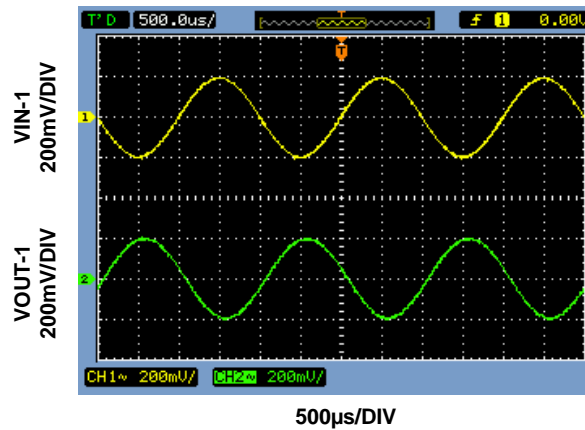 T'D 500.0us/ T f 1 0.00V
T
VIN-1
200mV/DIV
1
VOUT-1
200mV/DIV
2
CH1~ 200mV/ CH2~ 200mV/
500µs/DIV